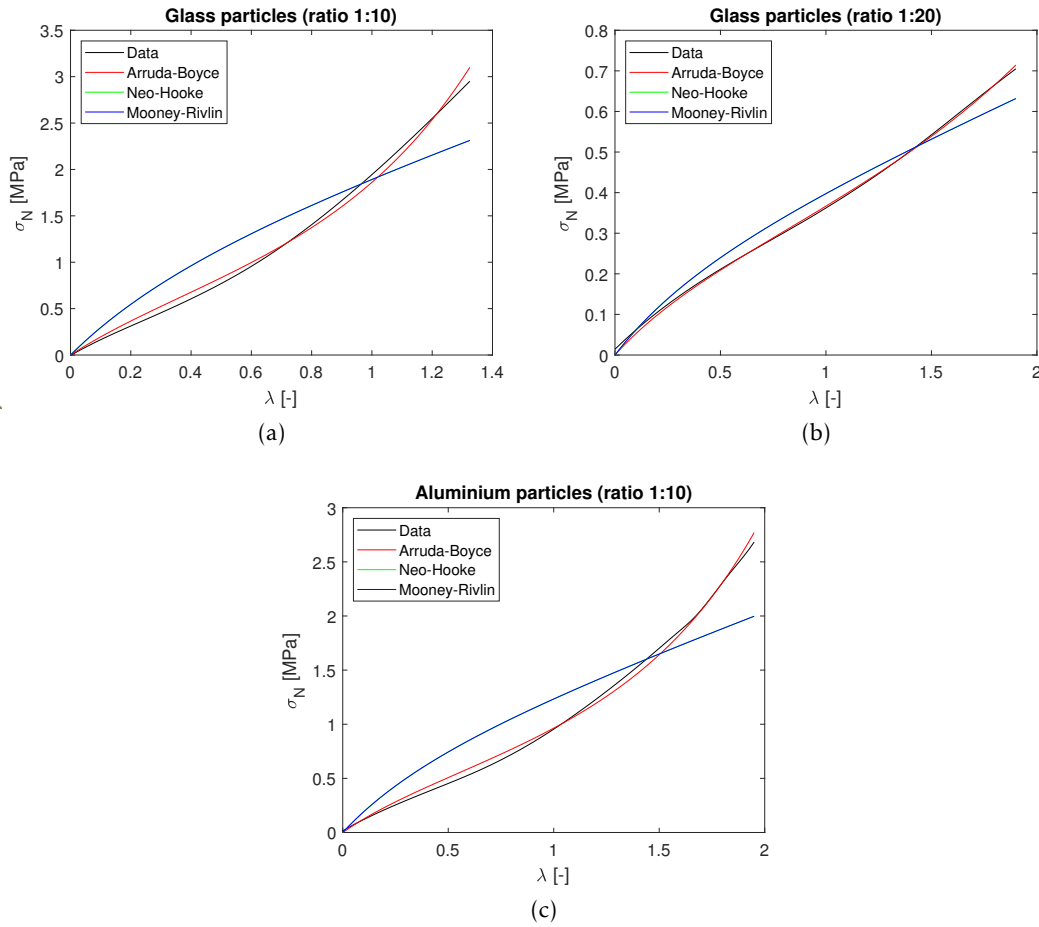 Glass particles (ratio 1:10)
3.5
3
2.5
2
1.5
1
0.5
0
σN [MPa]
Data
Arruda-Boyce
Neo-Hooke
Mooney-Rivlin
0 0.2 0.4 0.6 0.8 1 1.2 1.4
λ [-]
(a)
Glass particles (ratio 1:20)
0.8
0.7
0.6
0.5
0.4
0.3
0.2
0.1
0
σN [MPa]
Data
Arruda-Boyce
Neo-Hooke
Mooney-Rivlin
0 0.5 1 1.5 2
λ [-]
(b)
Aluminium particles (ratio 1:10)
3
2.5
2
1.5
1
0.5
0
σN [MPa]
Data
Arruda-Boyce
Neo-Hooke
Mooney-Rivlin
0 0.5 1 1.5 2
λ [-]
(c)